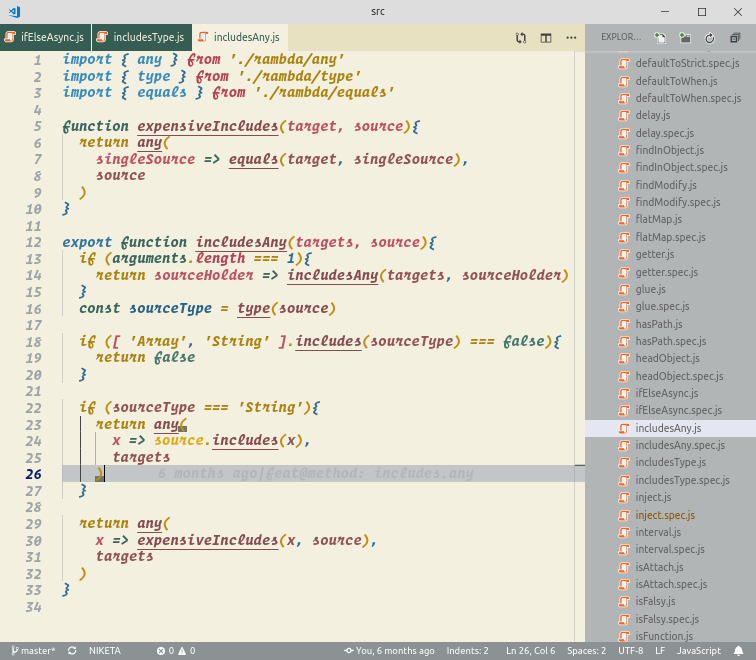 src
ifElseAsync.js includesType.js includesAny.js
EXPLOR...
1 import { any } from './rambda/any'
2 import { type } from './rambda/type'
3 import { equals } from './rambda/equals'
4
5 function expensiveIncludes(target, source){
6 return any(
7 singleSource => equals(target, singleSource),
8 source
9 )
10 }
11
12 export function includesAny(targets, source){
13 if (arguments.length === 1){
14 return sourceHolder => includesAny(targets, sourceHolder)
15 }
16 const sourceType = type(source)
17
18 if ([ 'Array', 'String' ].includes(sourceType) === false){
19 return false
20 }
21
22 if (sourceType === 'String'){
23 return any(
24 x => source.includes(x),
25 targets
26 ) 6 months ago|feat@method: includes.any
27 }
28
29 return any(
30 x => expensiveIncludes(x, source),
31 targets
32 )
33 }
34
defaultToStrict.spec.js
defaultToWhen.js
defaultToWhen.spec.js
delay.js
delay.spec.js
findInObject.js
findInObject.spec.js
findModify.js
findModify.spec.js
flatMap.js
flatMap.spec.js
getter.js
getter.spec.js
glue.js
glue.spec.js
hasPath.js
hasPath.spec.js
headObject.js
headObject.spec.js
ifElseAsync.js
ifElseAsync.spec.js
includesAny.js
includesAny.spec.js
includesType.js
includesType.spec.js
inject.js
inject.spec.js
interval.js
interval.spec.js
isAttach.js
isAttach.spec.js
isFalsy.js
isFalsy.spec.js
isFunction.js
master* NIKETA 0 0 You, 6 months ago Indents: 2 Ln 26, Col 6 Spaces: 2 UTF-8 LF JavaScript